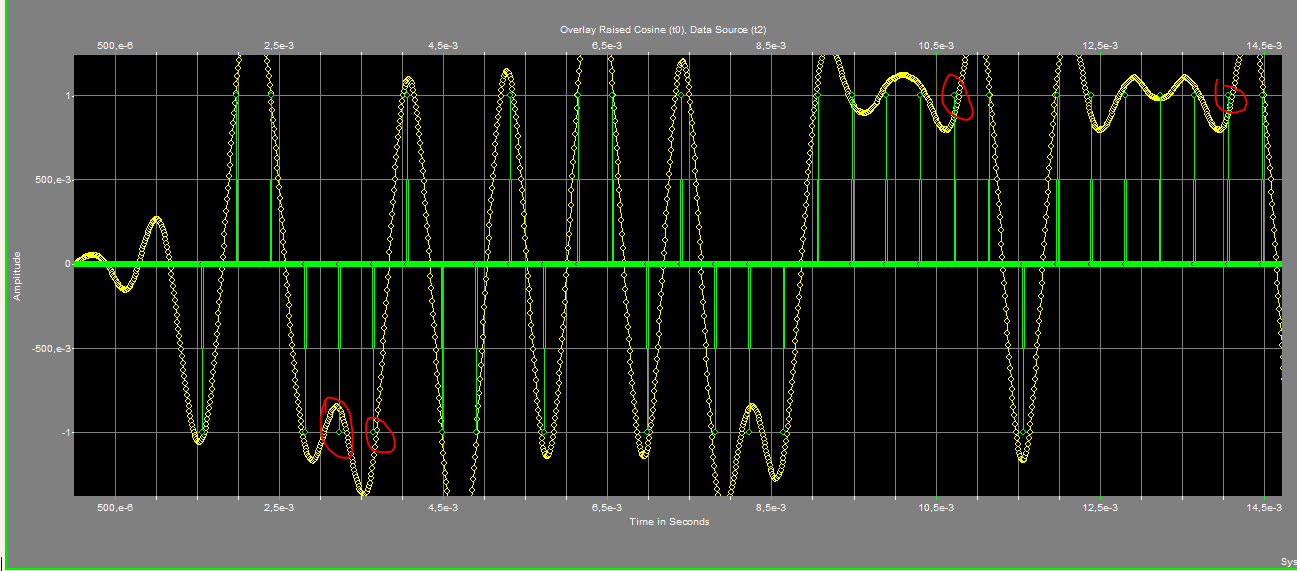 Overlay Raised Cosine (t0), Data Source (t2)
500,e-6 2,5e-3 4,5e-3 6,5e-3 8,5e-3 10,5e-3 12,5e-3 14,5e-3
1
500,e-3
0
-500,e-3
-1
Amplitude
500,e-6 2,5e-3 4,5e-3 6,5e-3 8,5e-3 10,5e-3 12,5e-3 14,5e-3
Time in Seconds
Sys